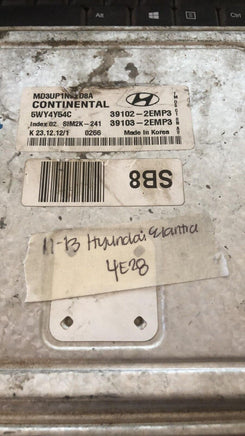 CONTINENTAL
5WY4Y54C
39102-2EMP3
Index:02, SIM2K-241
39103-2EMP3
K 23.12.12/1 0266 Made in Korea
SB8
11-13 Hyundai Elantra
4E28